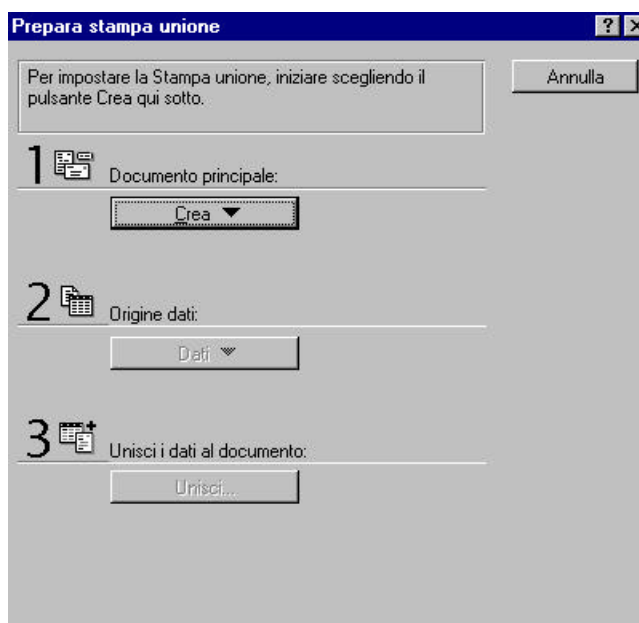 Prepara stampa unione
Per impostare la Stampa unione, iniziare scegliendo il
pulsante Crea qui sotto.
Annulla
1 Documento principale:
Crea
2 Origine dati:
Dati
3 Unisci i dati al documento:
Unisci...